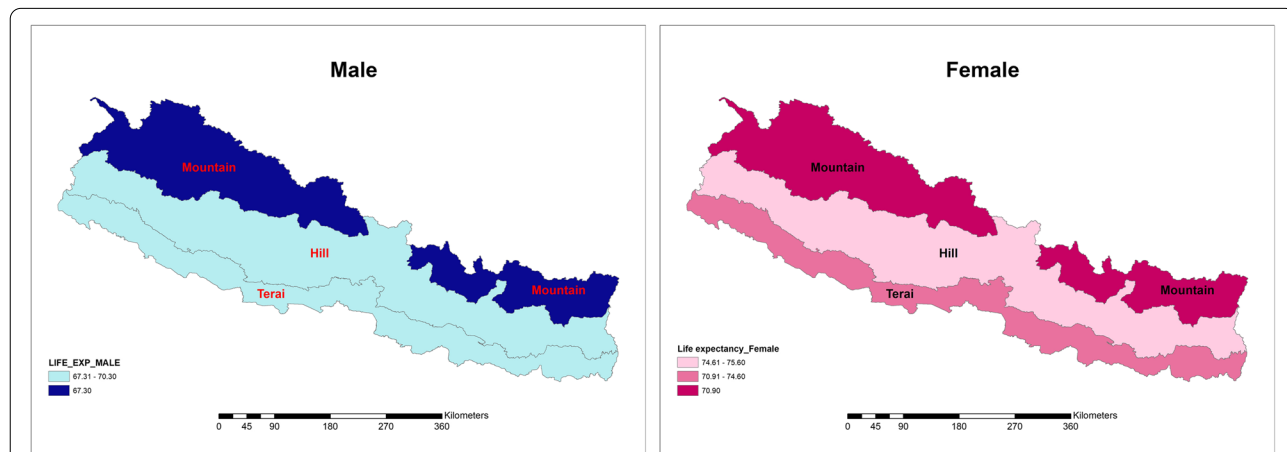 Male
Mountain
Hill
Terai
Mountain
LIFE_EXP_MALE
67.31 - 70.30
67.30
Kilometers
0 45 90 180 270 360
Female
Mountain
Hill
Terai
Mountain
Life expectancy_Female
74.61 - 75.60
70.91 - 74.60
70.90
Kilometers
0 45 90 180 270 360